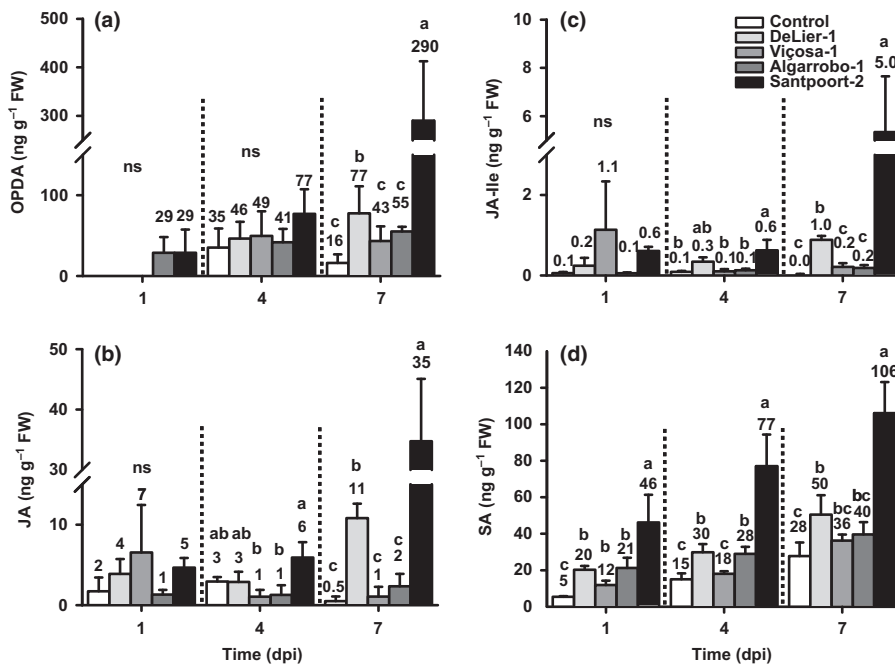 (a)
OPDA (ng g⁻¹ FW)
500
400
300
100
0
ns
29 29
ns
35 46 49 41 77
c
16
b
77
c
43
c
55
a
290
1 4 7
(c)
Control
DeLier-1
Viçosa-1
Algarrobo-1
Santpoort-2
JA-Ile (ng g⁻¹ FW)
10
8
6
2
0
ns
0.1 0.2 1.1 0.1 0.6
b
0.1
ab
0.3
b
0.1
b
0.1
a
0.6
c
0.0
b
1.0
c
0.2
c
0.2
a
5.0
1 4 7
(b)
JA (ng g⁻¹ FW)
50
40
30
10
0
ns
2 4 7 1 5
ab
3
ab
3
b
1
b
1
a
6
c
0.5
b
11
c
1
c
2
a
35
1 4 7
Time (dpi)
(d)
SA (ng g⁻¹ FW)
140
120
100
80
60
40
20
0
c
5
b
20
b
12
b
21
a
46
c
15
b
30
c
18
b
28
a
77
c
28
b
50
bc
36
bc
40
a
106
1 4 7
Time (dpi)